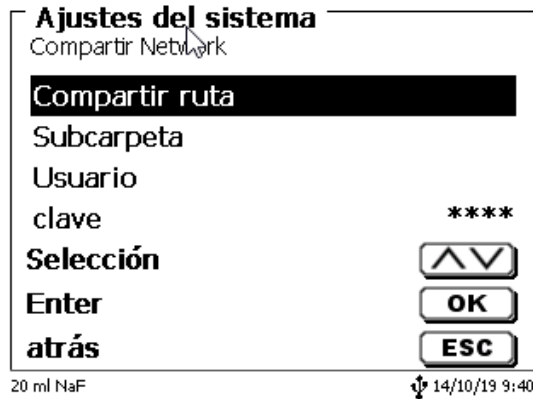 Ajustes del sistema
Compartir Network
Compartir ruta
Subcarpeta
Usuario
clave ****
Selección
Enter OK
atrás ESC
20 ml NaF 14/10/19 9:40